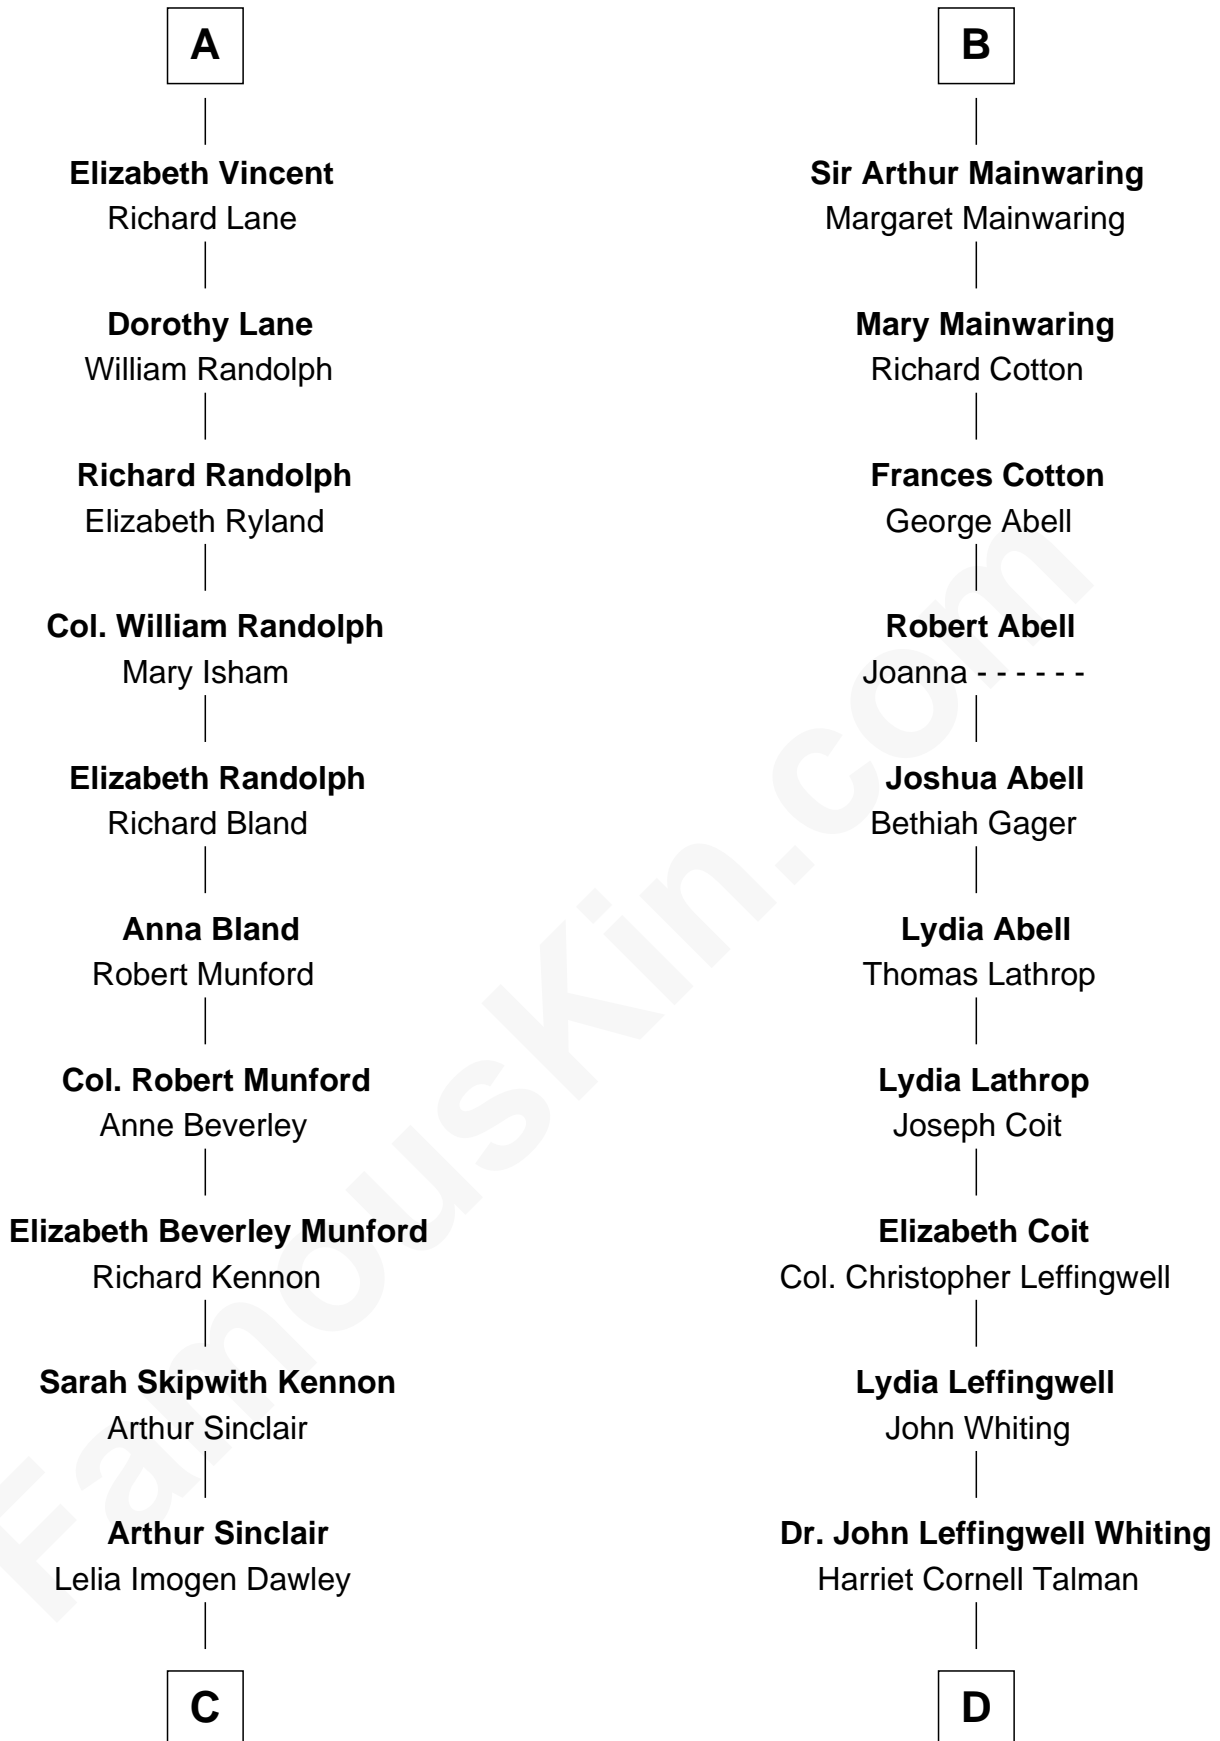 A
Elizabeth Vincent
Richard Lane
Dorothy Lane
William Randolph
Richard Randolph
Elizabeth Ryland
Col. William Randolph
Mary Isham
Elizabeth Randolph
Richard Bland
Anna Bland
Robert Munford
Col. Robert Munford
Anne Beverley
Elizabeth Beverley Munford
Richard Kennon
Sarah Skipwith Kennon
Arthur Sinclair
Arthur Sinclair
Lelia Imogen Dawley
C
B
Sir Arthur Mainwaring
Margaret Mainwaring
Mary Mainwaring
Richard Cotton
Frances Cotton
George Abell
Robert Abell
Joanna - - - - - -
Joshua Abell
Bethiah Gager
Lydia Abell
Thomas Lathrop
Lydia Lathrop
Joseph Coit
Elizabeth Coit
Col. Christopher Leffingwell
Lydia Leffingwell
John Whiting
Dr. John Leffingwell Whiting
Harriet Cornell Talman
D
FamousKin.com